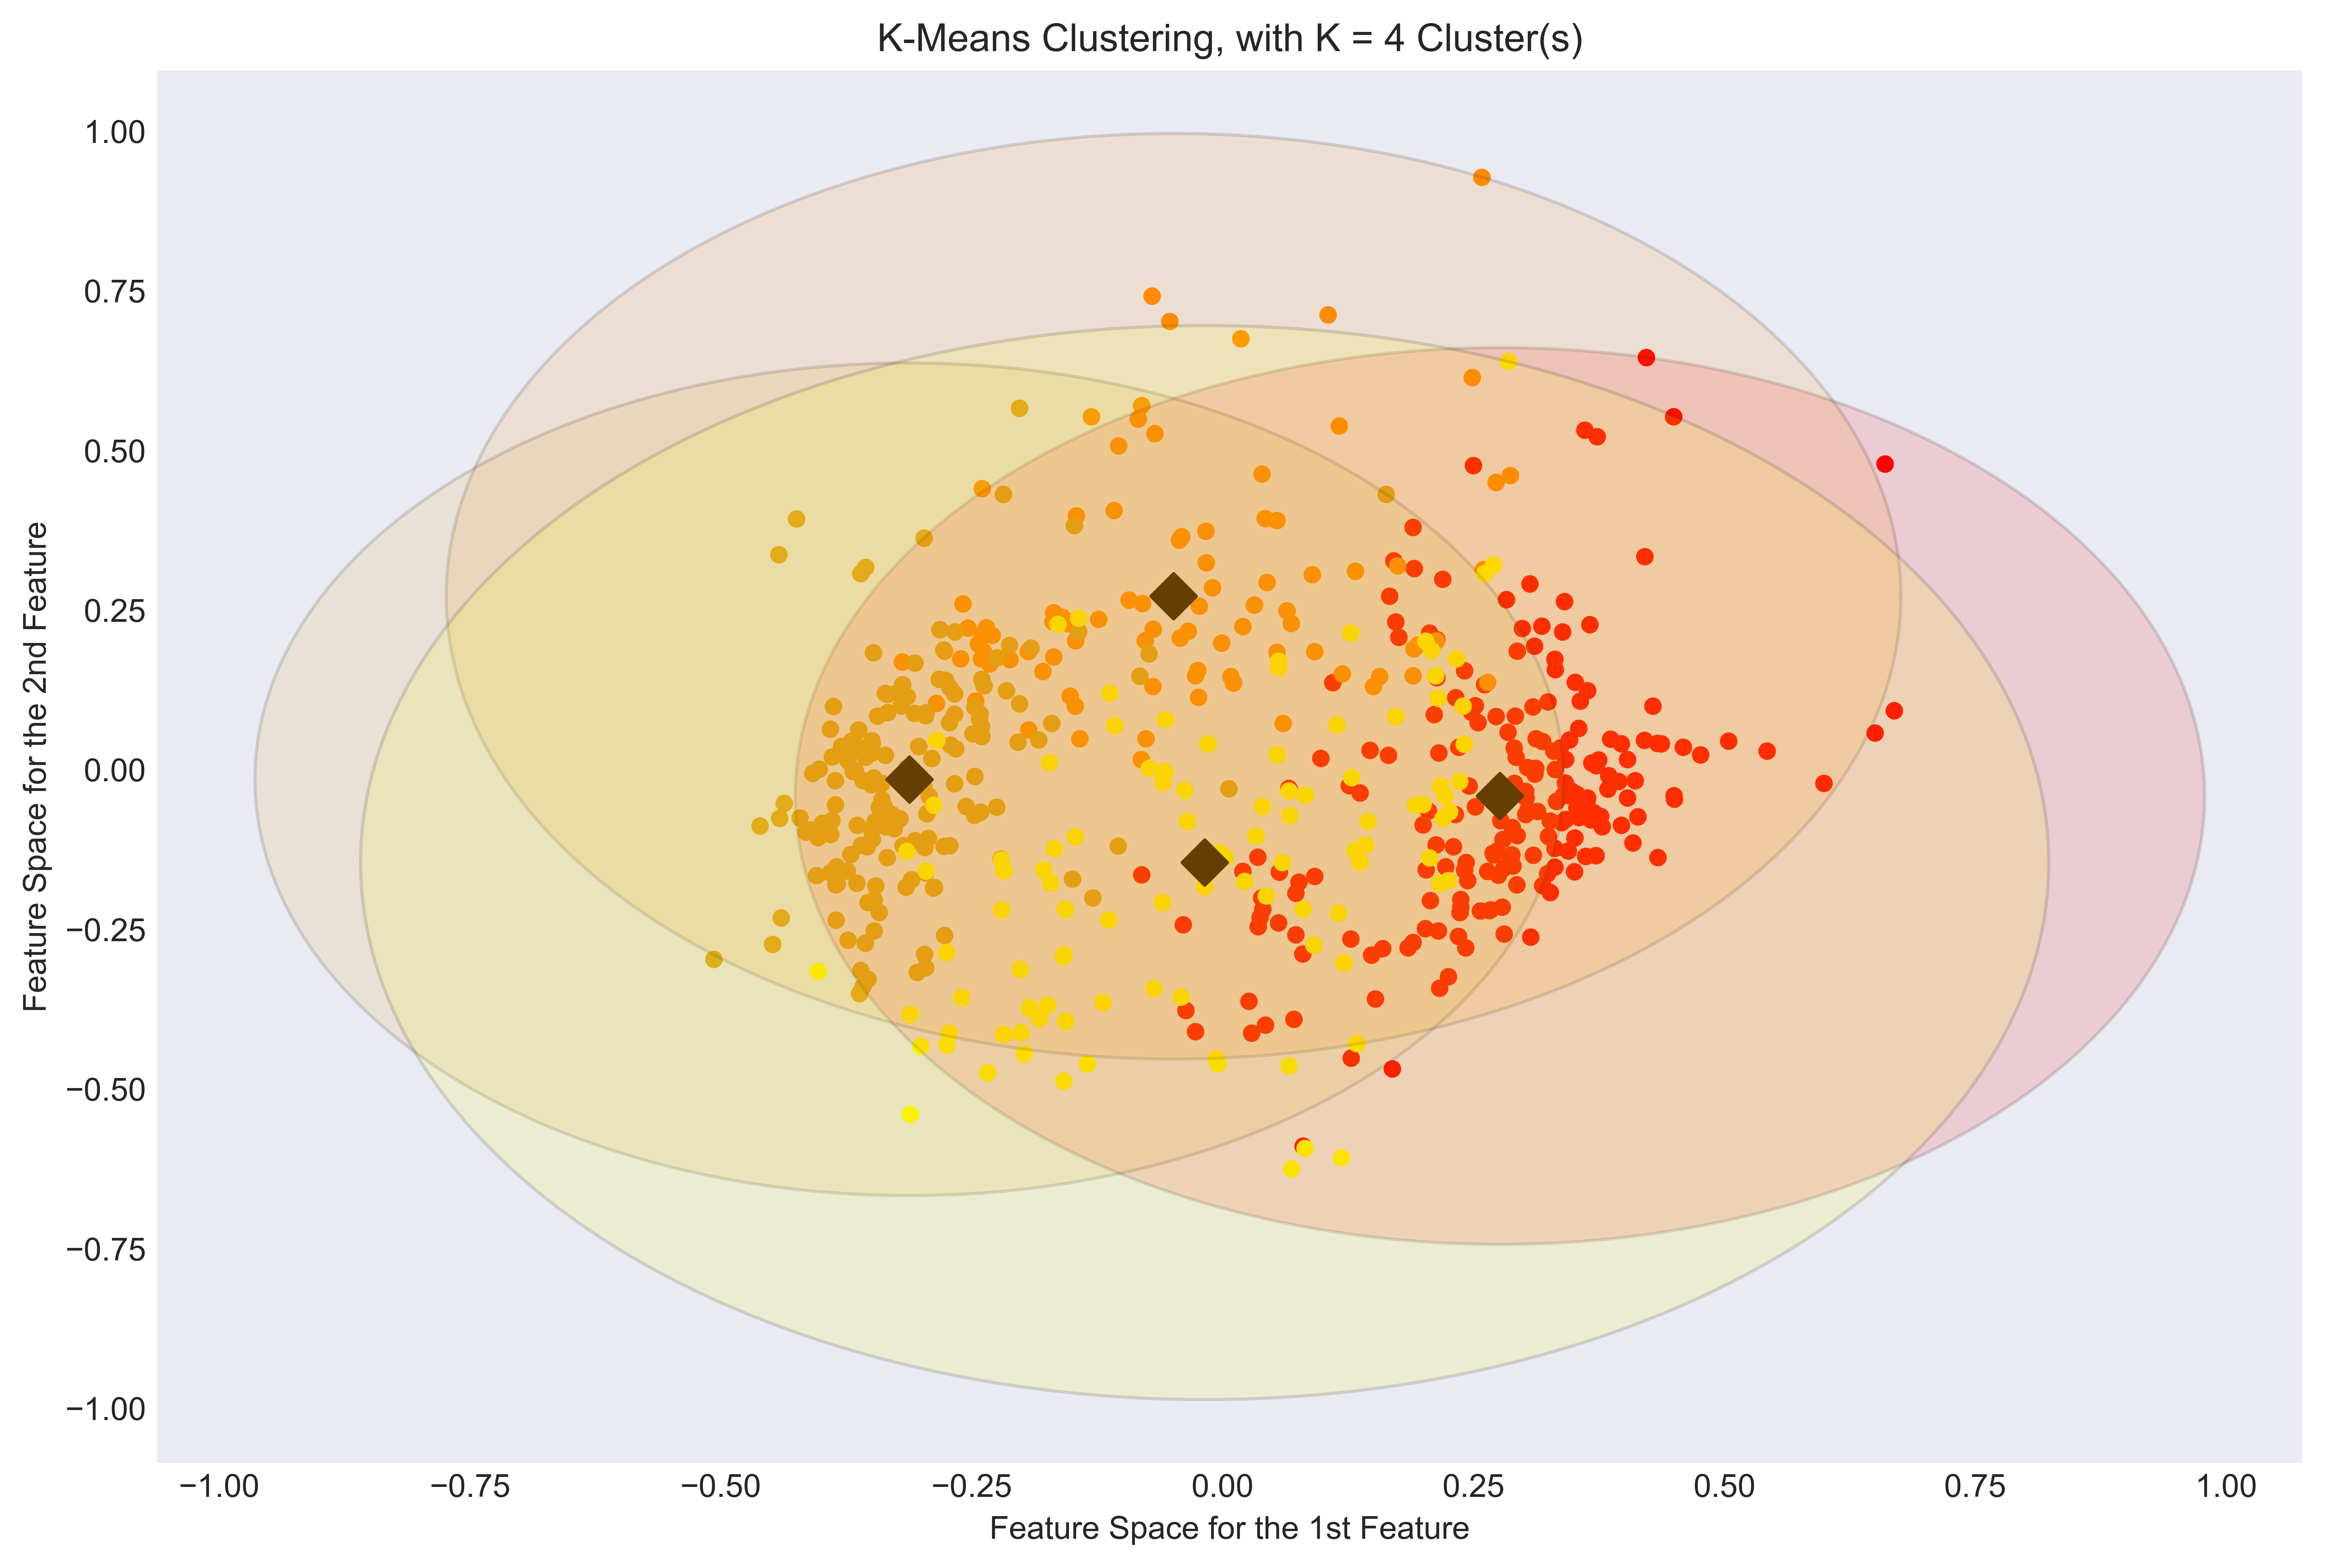 K-Means Clustering, with K = 4 Cluster(s)
1.00
0.75
0.50
0.25
0.00
−0.25
−0.50
−0.75
−1.00
Feature Space for the 2nd Feature
−1.00 −0.75 −0.50 −0.25 0.00 0.25 0.50 0.75 1.00
Feature Space for the 1st Feature